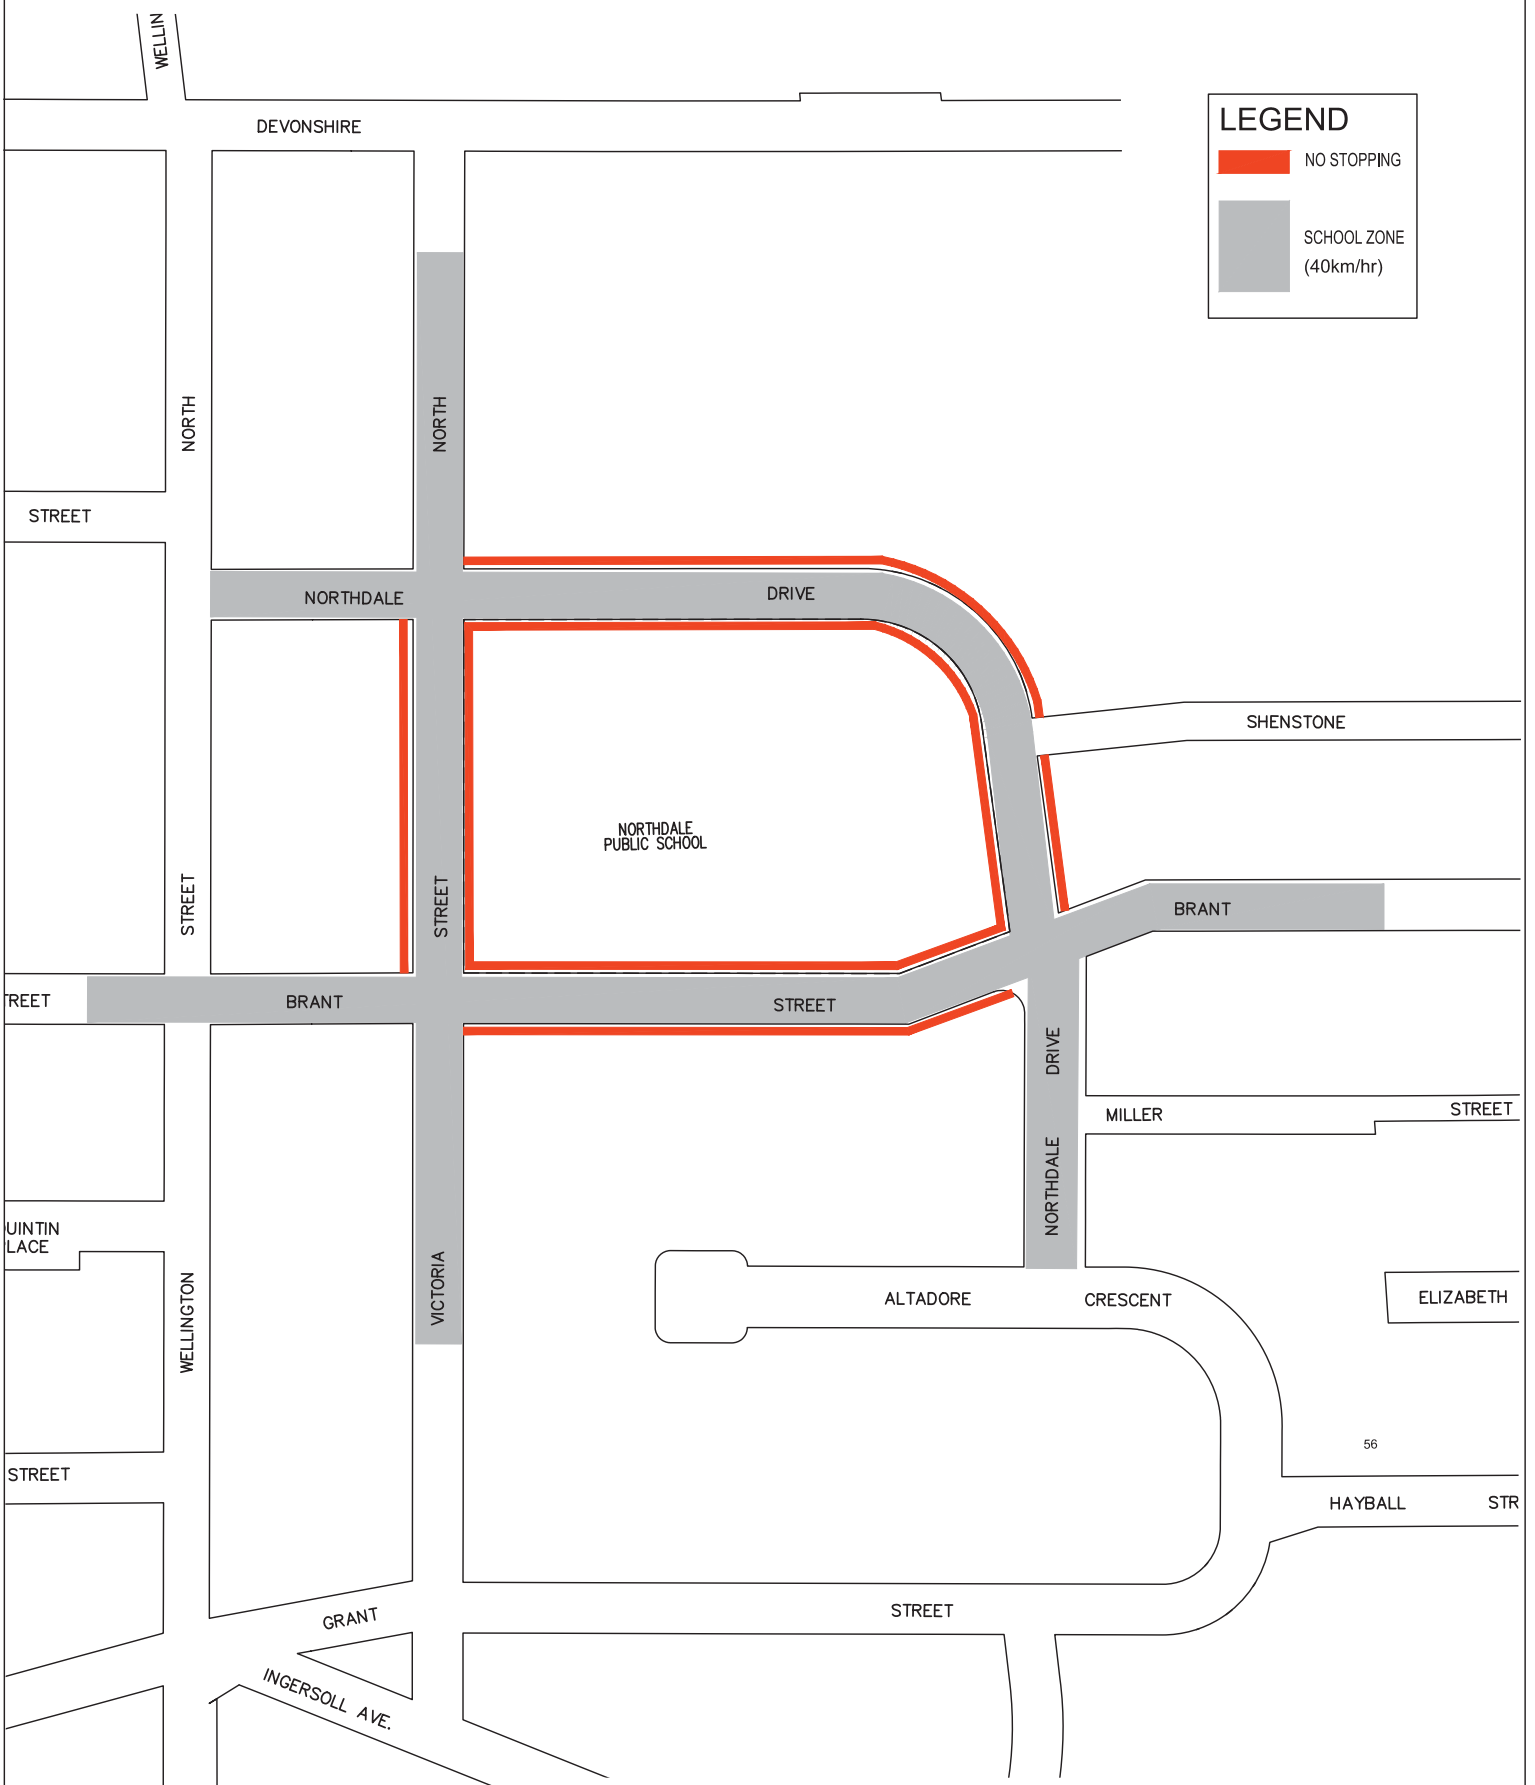 WELLIN
DEVONSHIRE
LEGEND
NO STOPPING
SCHOOL ZONE
(40km/hr)
NORTH
NORTH
STREET
NORTHDALE
DRIVE
SHENSTONE
NORTHDALE
PUBLIC SCHOOL
STREET
STREET
BRANT
TREET
BRANT
STREET
DRIVE
MILLER
STREET
NORTHDALE
UINTIN
LACE
VICTORIA
WELLINGTON
ALTADORE
CRESCENT
ELIZABETH
56
STREET
HAYBALL
STR
GRANT
STREET
INGERSOLL AVE.